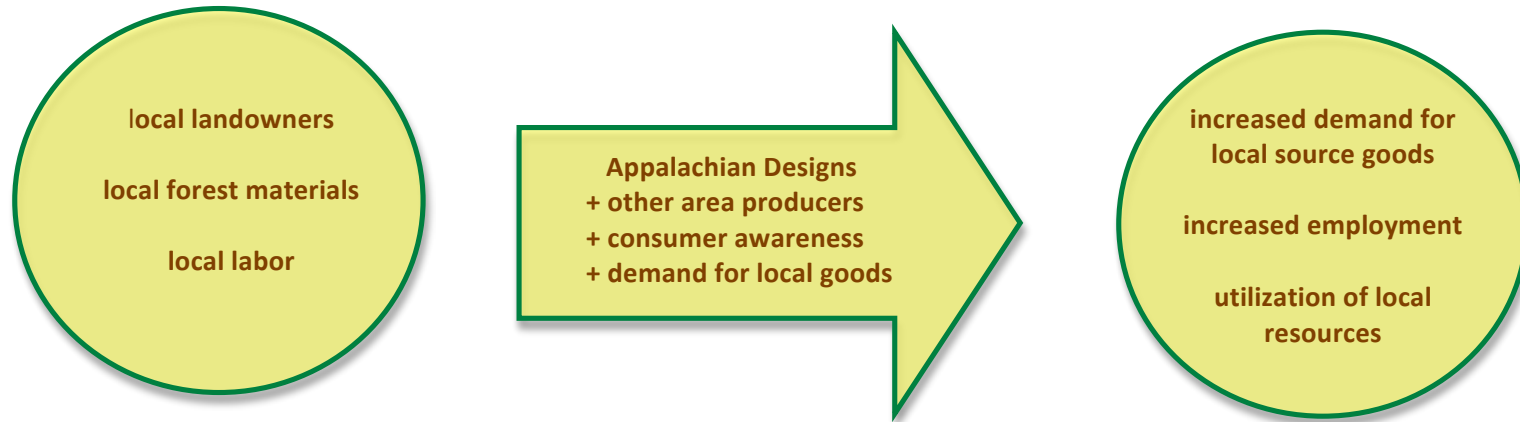 local landowners
local forest materials
local labor
Appalachian Designs
+ other area producers
+ consumer awareness
+ demand for local goods
increased demand for
local source goods
increased employment
utilization of local
resources